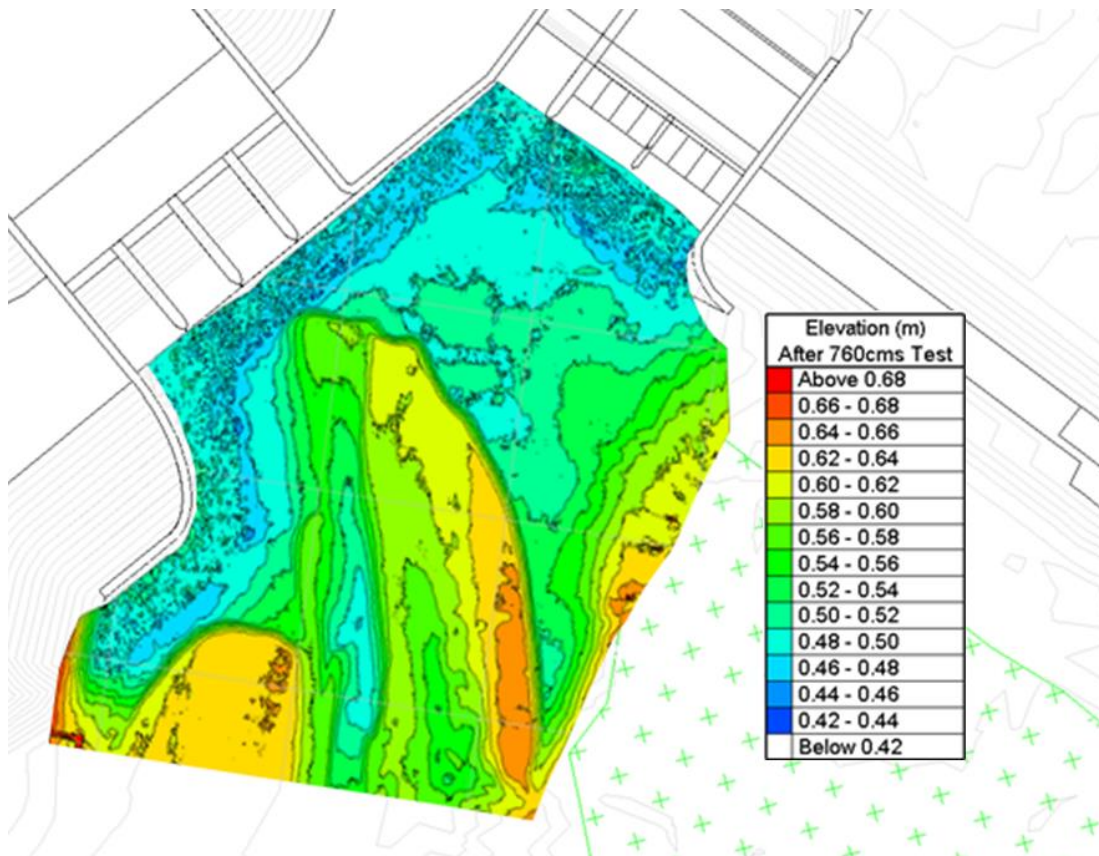 Elevation (m)
After 760cms Test
Above 0.68
0.66 - 0.68
0.64 - 0.66
0.62 - 0.64
0.60 - 0.62
0.58 - 0.60
0.56 - 0.58
0.54 - 0.56
0.52 - 0.54
0.50 - 0.52
0.48 - 0.50
0.46 - 0.48
0.44 - 0.46
0.42 - 0.44
Below 0.42